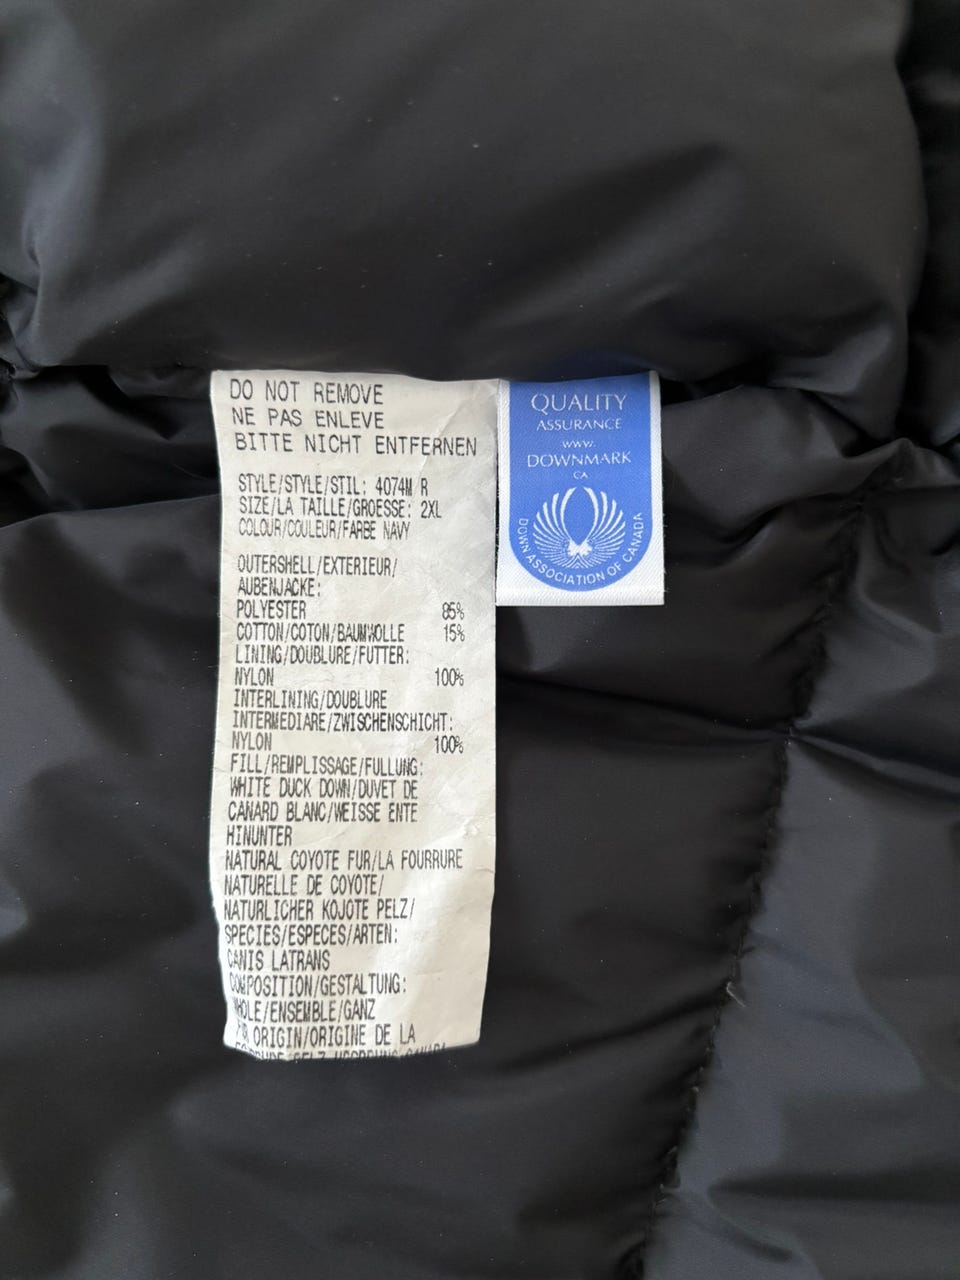 DO NOT REMOVE
NE PAS ENLEVE
BITTE NICHT ENTFERNEN
STYLE/STYLE/STIL: 4074M R
SIZE/LA TAILLE/GROESSE: 2XL
COLOUR/COULEUR/FARBE NAVY
OUTERSHELL/EXTERIEUR/
AUBENJACKE:
POLYESTER 85%
COTTON/COTON/BAUMWOLLE 15%
LINING/DOUBLURE/FUTTER:
NYLON 100%
INTERLINING/DOUBLURE
INTERMEDIARE/ZWISCHENSCHICHT:
NYLON 100%
FILL/REMPLISSAGE/FULLUNG:
WHITE DUCK DOWN/DUVET DE
CANARD BLANC/WEISSE ENTE
HINUNTER
NATURAL COYOTE FUR/LA FOURRURE
NATURELLE DE COYOTE/
NATURLICHER KOJOTE PELZ/
SPECIES/ESPECES/ARTEN:
CANIS LATRANS
COMPOSITION/GESTALTUNG:
WHOLE/ENSEMBLE/GANZ
ORIGIN/ORIGINE DE LA
QUALITY
ASSURANCE
www.
DOWNMARK
CA
DOWN ASSOCIATION OF CANADA